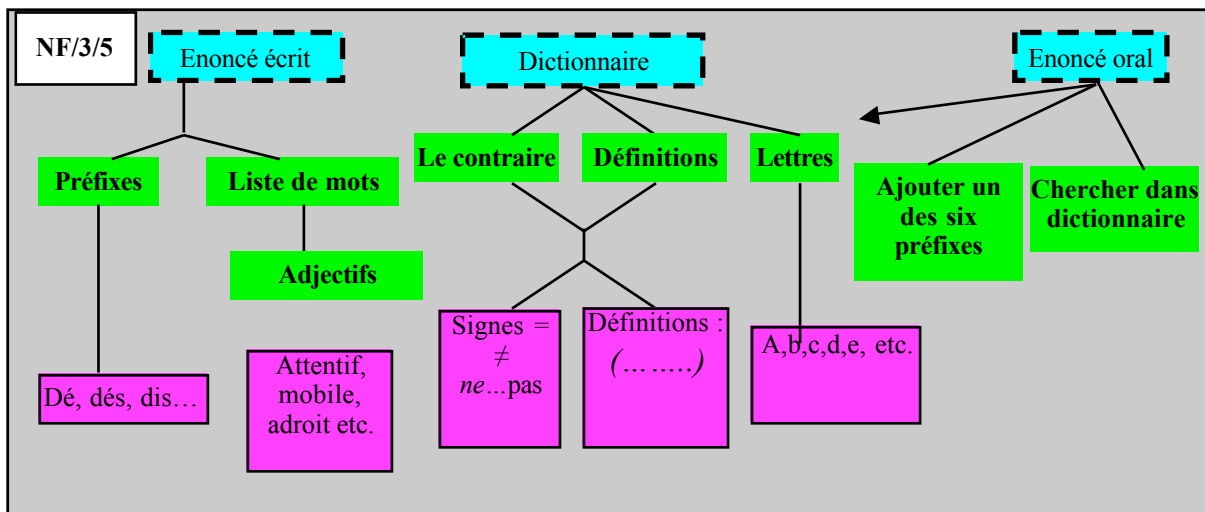 NF/3/5
Enoncé écrit
Dictionnaire
Enoncé oral
Préfixes
Liste de mots
Le contraire
Définitions
Lettres
Ajouter un
des six
préfixes
Chercher dans
dictionnaire
Adjectifs
Dé, dés, dis…
Attentif,
mobile,
adroit etc.
Signes =
≠
ne…pas
Définitions :
(……..)
A,b,c,d,e, etc.